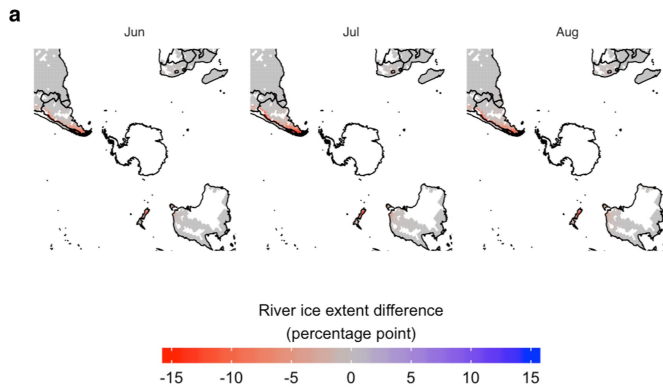 a
Jun Jul Aug
River ice extent difference
(percentage point)
-15 -10 -5 0 5 10 15